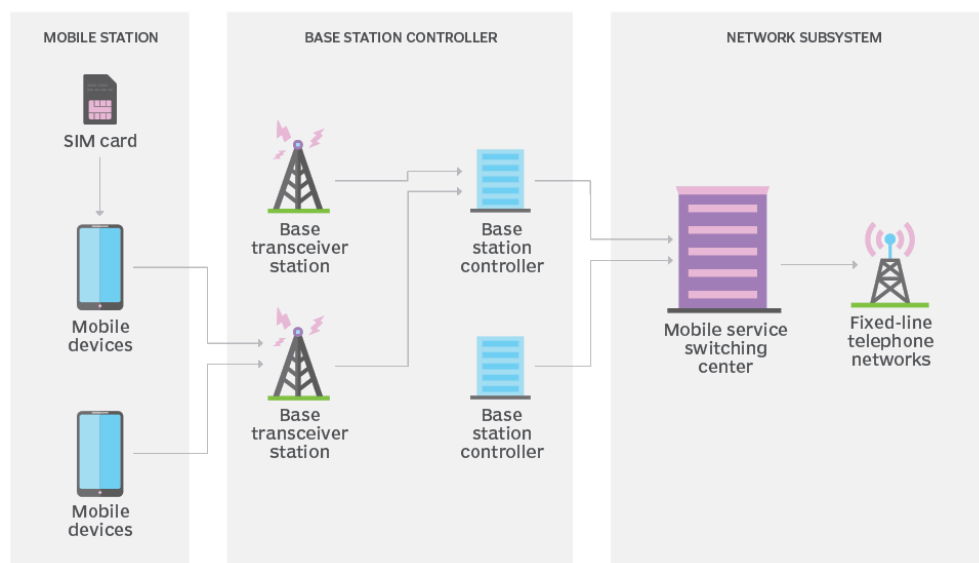 MOBILE STATION
SIM card
Mobile
devices
Mobile
devices
BASE STATION CONTROLLER
Base
transceiver
station
Base
station
controller
Base
transceiver
station
Base
station
controller
NETWORK SUBSYSTEM
Mobile service
switching
center
Fixed-line
telephone
networks